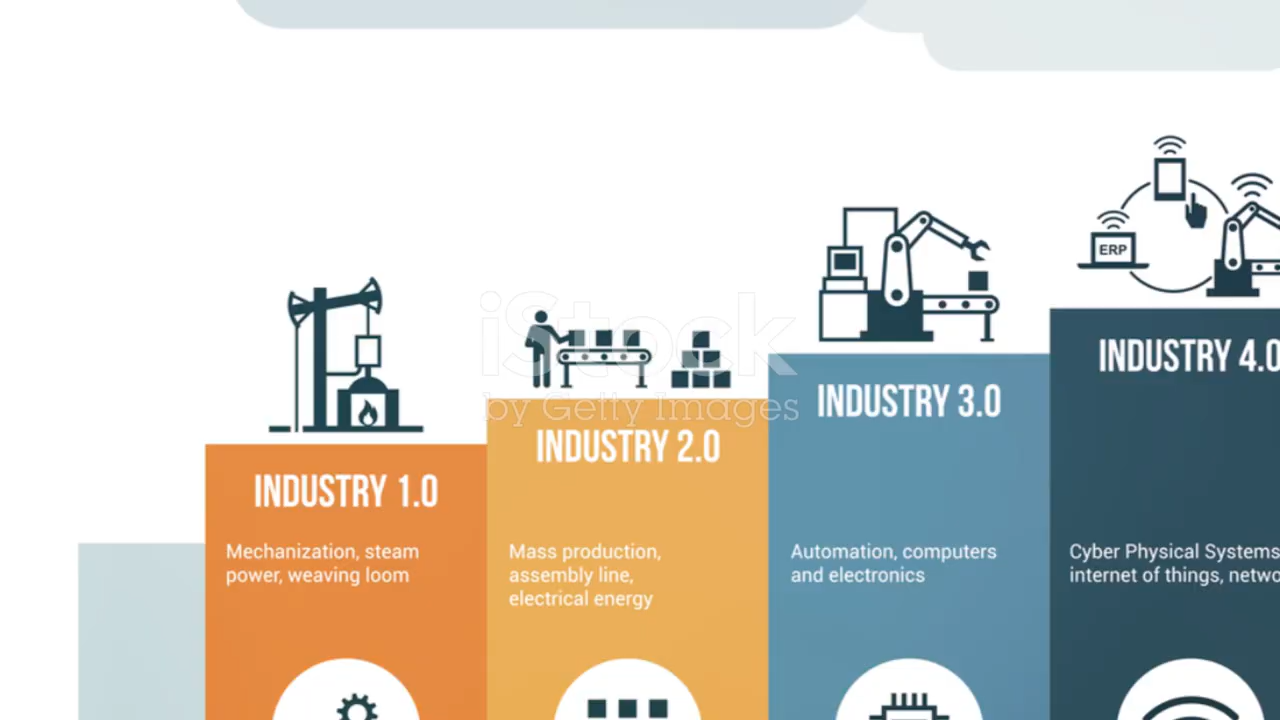 ERP
iStock
by Getty Images
INDUSTRY 1.0
Mechanization, steam
power, weaving loom
INDUSTRY 2.0
Mass production,
assembly line,
electrical energy
INDUSTRY 3.0
Automation, computers
and electronics
INDUSTRY 4.0
Cyber Physical Systems
internet of things,